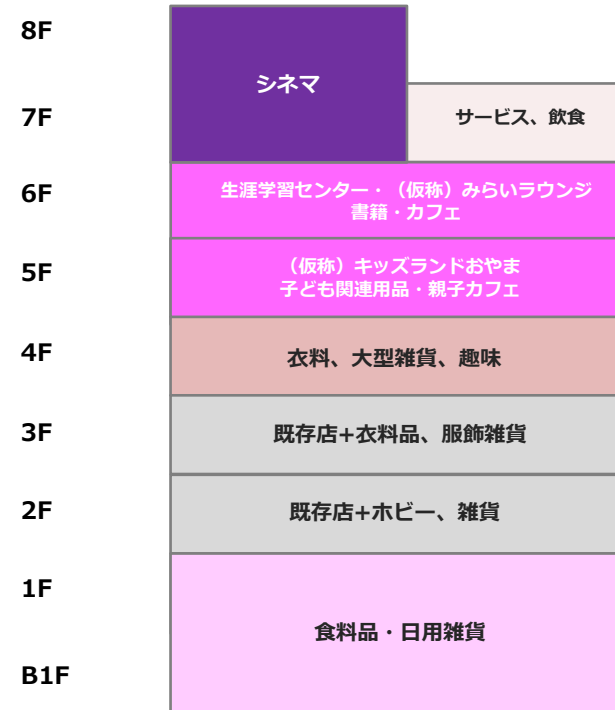 8F
シネマ
7F
サービス、飲食
6F
生涯学習センター・（仮称）みらいラウンジ
書籍・カフェ
5F
（仮称）キッズランドおやま
子ども関連用品・親子カフェ
4F
衣料、大型雑貨、趣味
3F
既存店+衣料品、服飾雑貨
2F
既存店+ホビー、雑貨
1F
食料品・日用雑貨
B1F